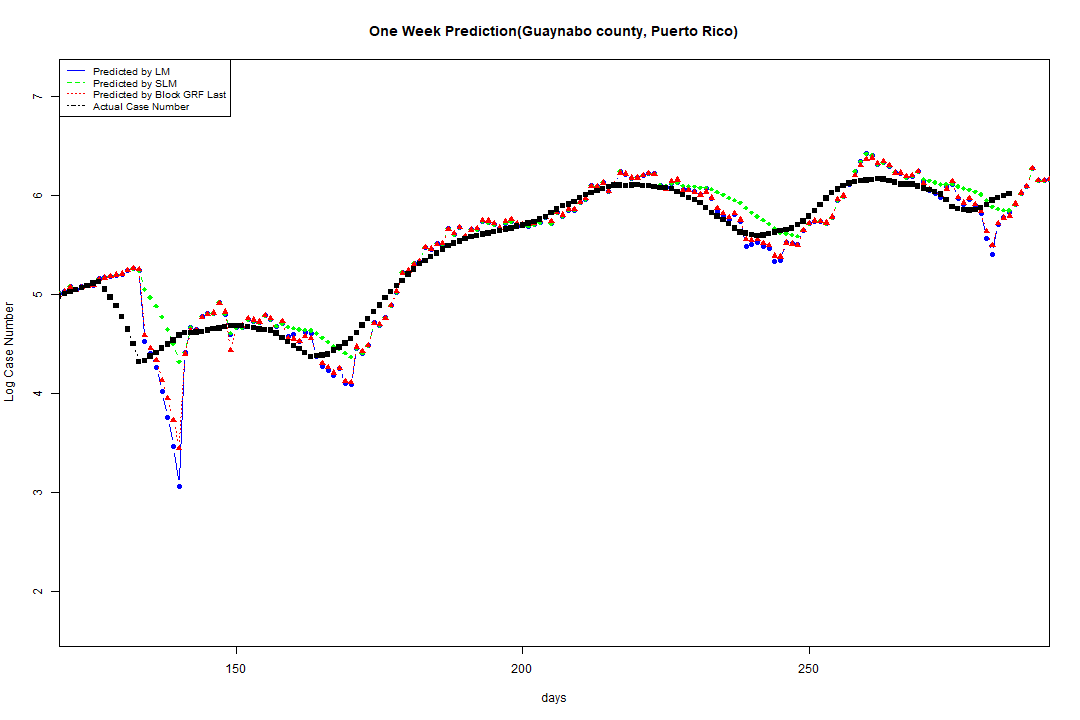 One Week Prediction(Guaynabo county, Puerto Rico)
Predicted by LM
Predicted by SLM
Predicted by Block GRF Last
Actual Case Number
7
6
5
4
3
2
Log Case Number
150
200
250
days